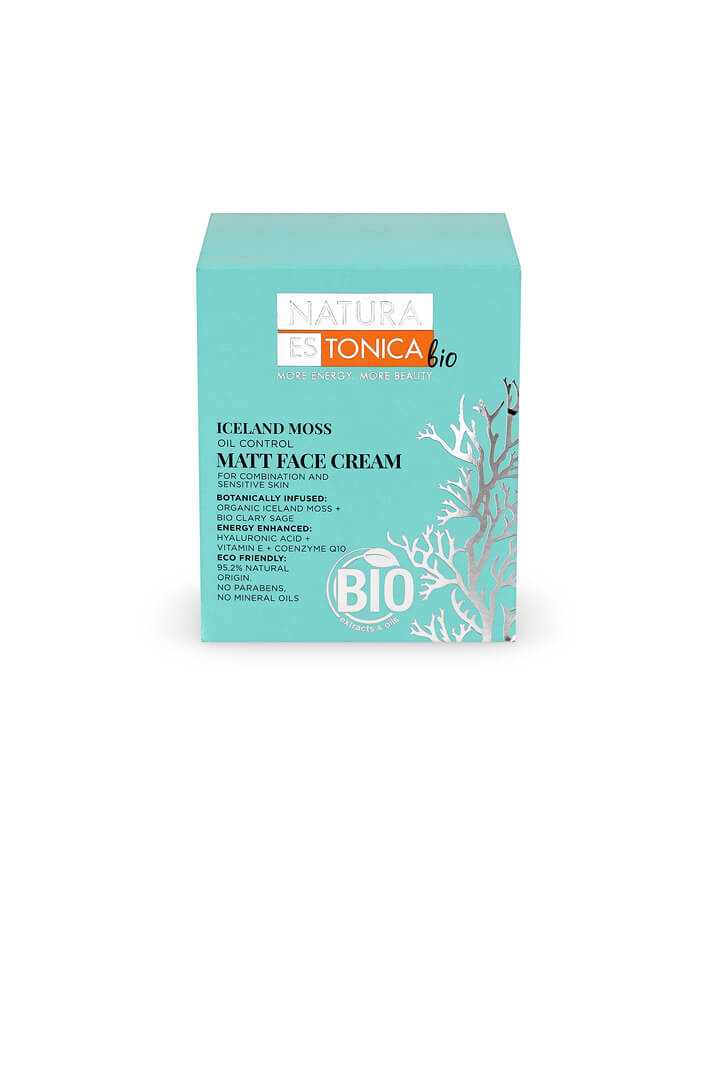 NATURA
ESTONICA bio
MORE ENERGY. MORE BEAUTY
ICELAND MOSS
OIL CONTROL
MATT FACE CREAM
FOR COMBINATION AND
SENSITIVE SKIN
BOTANICALLY INFUSED:
ORGANIC ICELAND MOSS +
BIO CLARY SAGE
ENERGY ENHANCED:
HYALURONIC ACID +
VITAMIN E + COENZYME Q10
ECO FRIENDLY:
95,2% NATURAL
ORIGIN.
NO PARABENS,
NO MINERAL OILS
BIO
extracts & oils